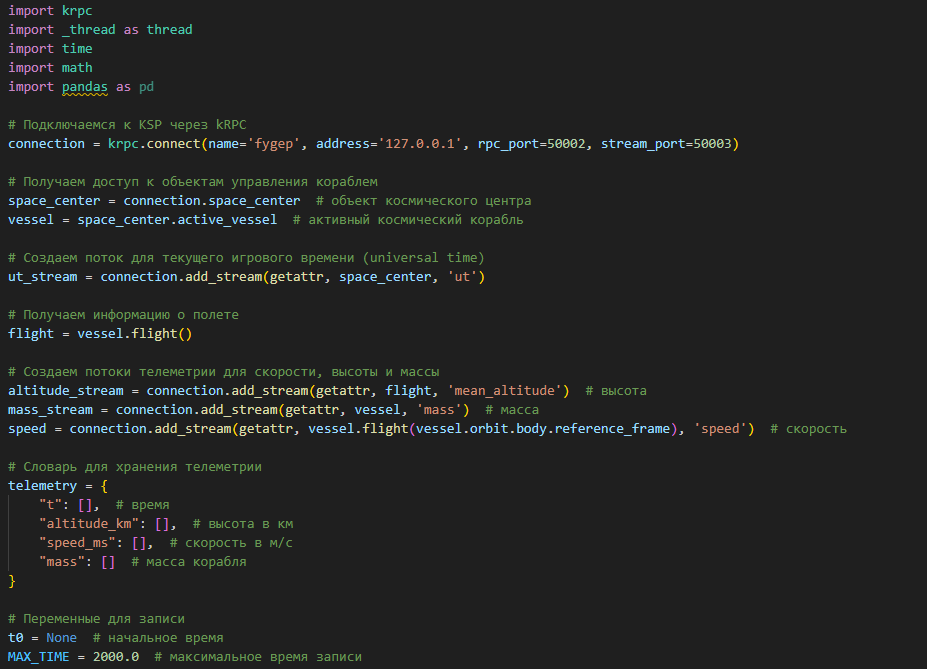 import krpc
import _thread as thread
import time
import math
import pandas as pd

# Подключаемся к KSP через kRPC
connection = krpc.connect(name='fygep', address='127.0.0.1', rpc_port=50002, stream_port=50003)

# Получаем доступ к объектам управления кораблем
space_center = connection.space_center  # объект космического центра
vessel = space_center.active_vessel  # активный космический корабль

# Создаем поток для текущего игрового времени (universal time)
ut_stream = connection.add_stream(getattr, space_center, 'ut')

# Получаем информацию о полете
flight = vessel.flight()

# Создаем потоки телеметрии для скорости, высоты и массы
altitude_stream = connection.add_stream(getattr, flight, 'mean_altitude')  # высота
mass_stream = connection.add_stream(getattr, vessel, 'mass')  # масса
speed = connection.add_stream(getattr, vessel.flight(vessel.orbit.body.reference_frame), 'speed')  # скорость

# Словарь для хранения телеметрии
telemetry = {
    "t": [],  # время
    "altitude_km": [],  # высота в км
    "speed_ms": [],  # скорость в м/с
    "mass": []  # масса корабля
}

# Переменные для записи
t0 = None  # начальное время
MAX_TIME = 2000.0  # максимальное время записи